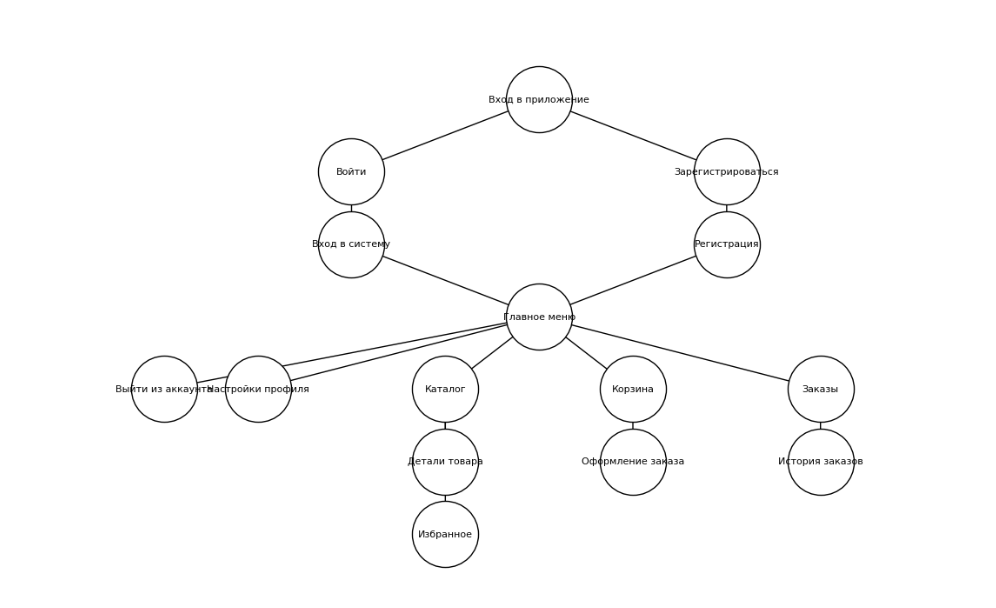 Вход в приложение
Войти
Зарегистрироваться
Вход в систему
Регистрация
Главное меню
Выйти из аккаунта
Настройки профиля
Каталог
Корзина
Заказы
Детали товара
Оформление заказа
История заказов
Избранное